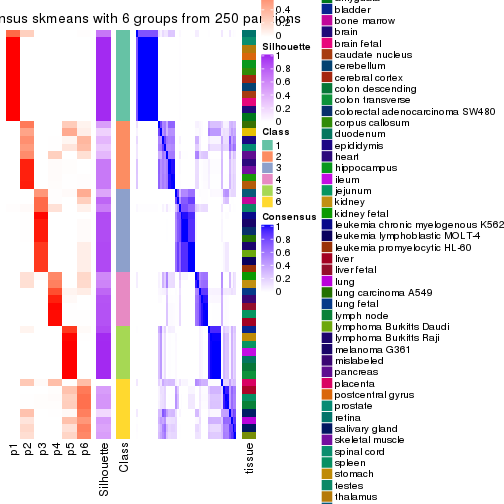 nsus skmeans with 6 groups from 250 par
ons
0.4
0.2
0
Silhouette
1
0.8
0.6
0.4
0.2
0
Class
1
2
3
4
5
6
Consensus
1
0.8
0.6
0.4
0.2
0
p1
p2
p3
p4
p5
p6
Silhouette
Class
tissue
bladder
bone marrow
brain
brain fetal
caudate nucleus
cerebellum
cerebral cortex
colon descending
colon transverse
colorectal adenocarcinoma SW480
corpus callosum
duodenum
epididymis
heart
hippocampus
ileum
jejunum
kidney
kidney fetal
leukemia chronic myelogenous K562
leukemia lymphoblastic MOLT-4
leukemia promyelocytic HL-60
liver
liver fetal
lung
lung carcinoma A549
lung fetal
lymph node
lymphoma Burkitts Daudi
lymphoma Burkitts Raji
melanoma G361
mislabeled
pancreas
placenta
postcentral gyrus
prostate
retina
salivary gland
skeletal muscle
spinal cord
spleen
stomach
testes
thalamus